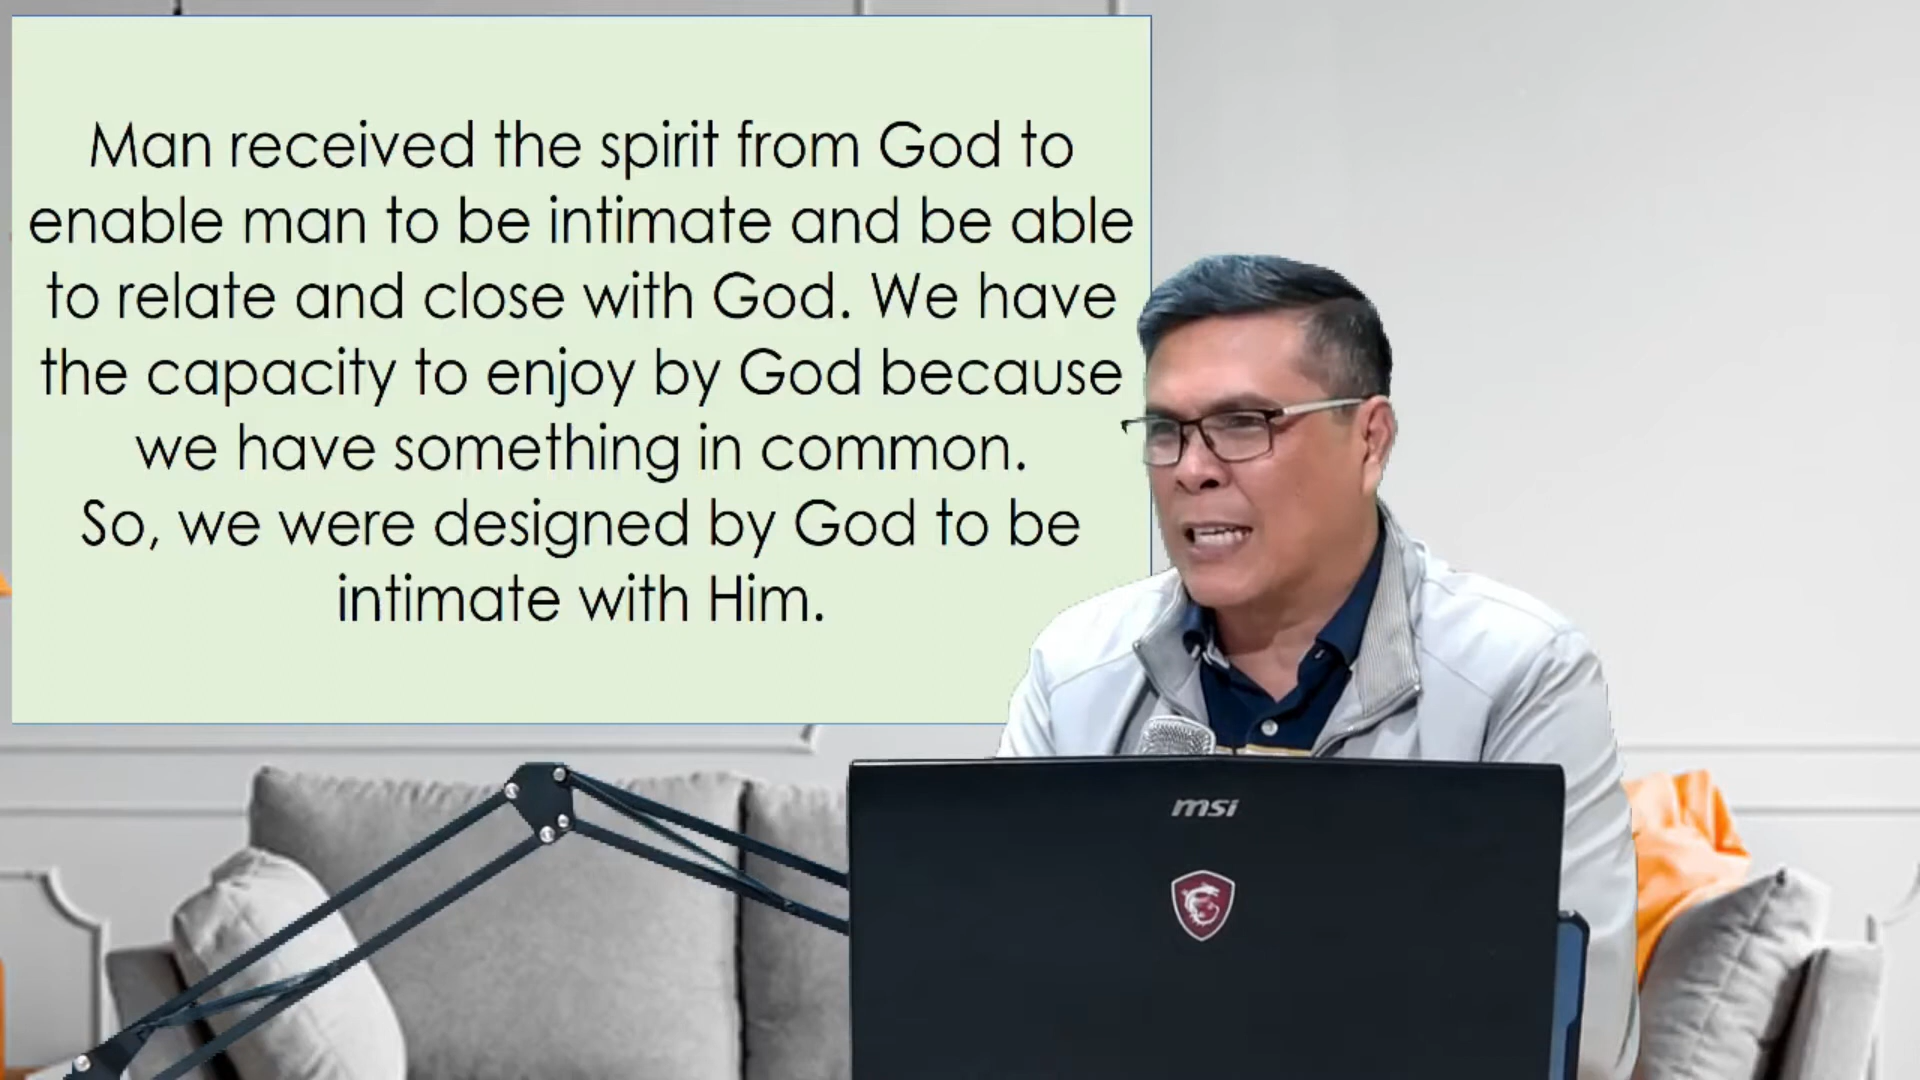 Man received the spirit from God to
enable man to be intimate and be able
to relate and close with God. We have
the capacity to enjoy by God because
we have something in common.
So, we were designed by God to be
intimate with Him.
msi